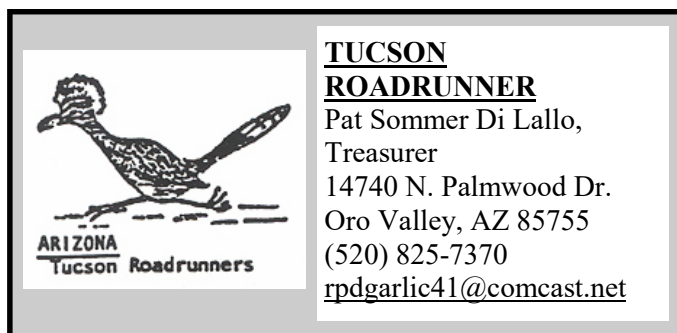 ARIZONA
Tucson Roadrunners
TUCSON
ROADRUNNER
Pat Sommer Di Lallo,
Treasurer
14740 N. Palmwood Dr.
Oro Valley, AZ 85755
(520) 825-7370
rpdgarlic41@comcast.net